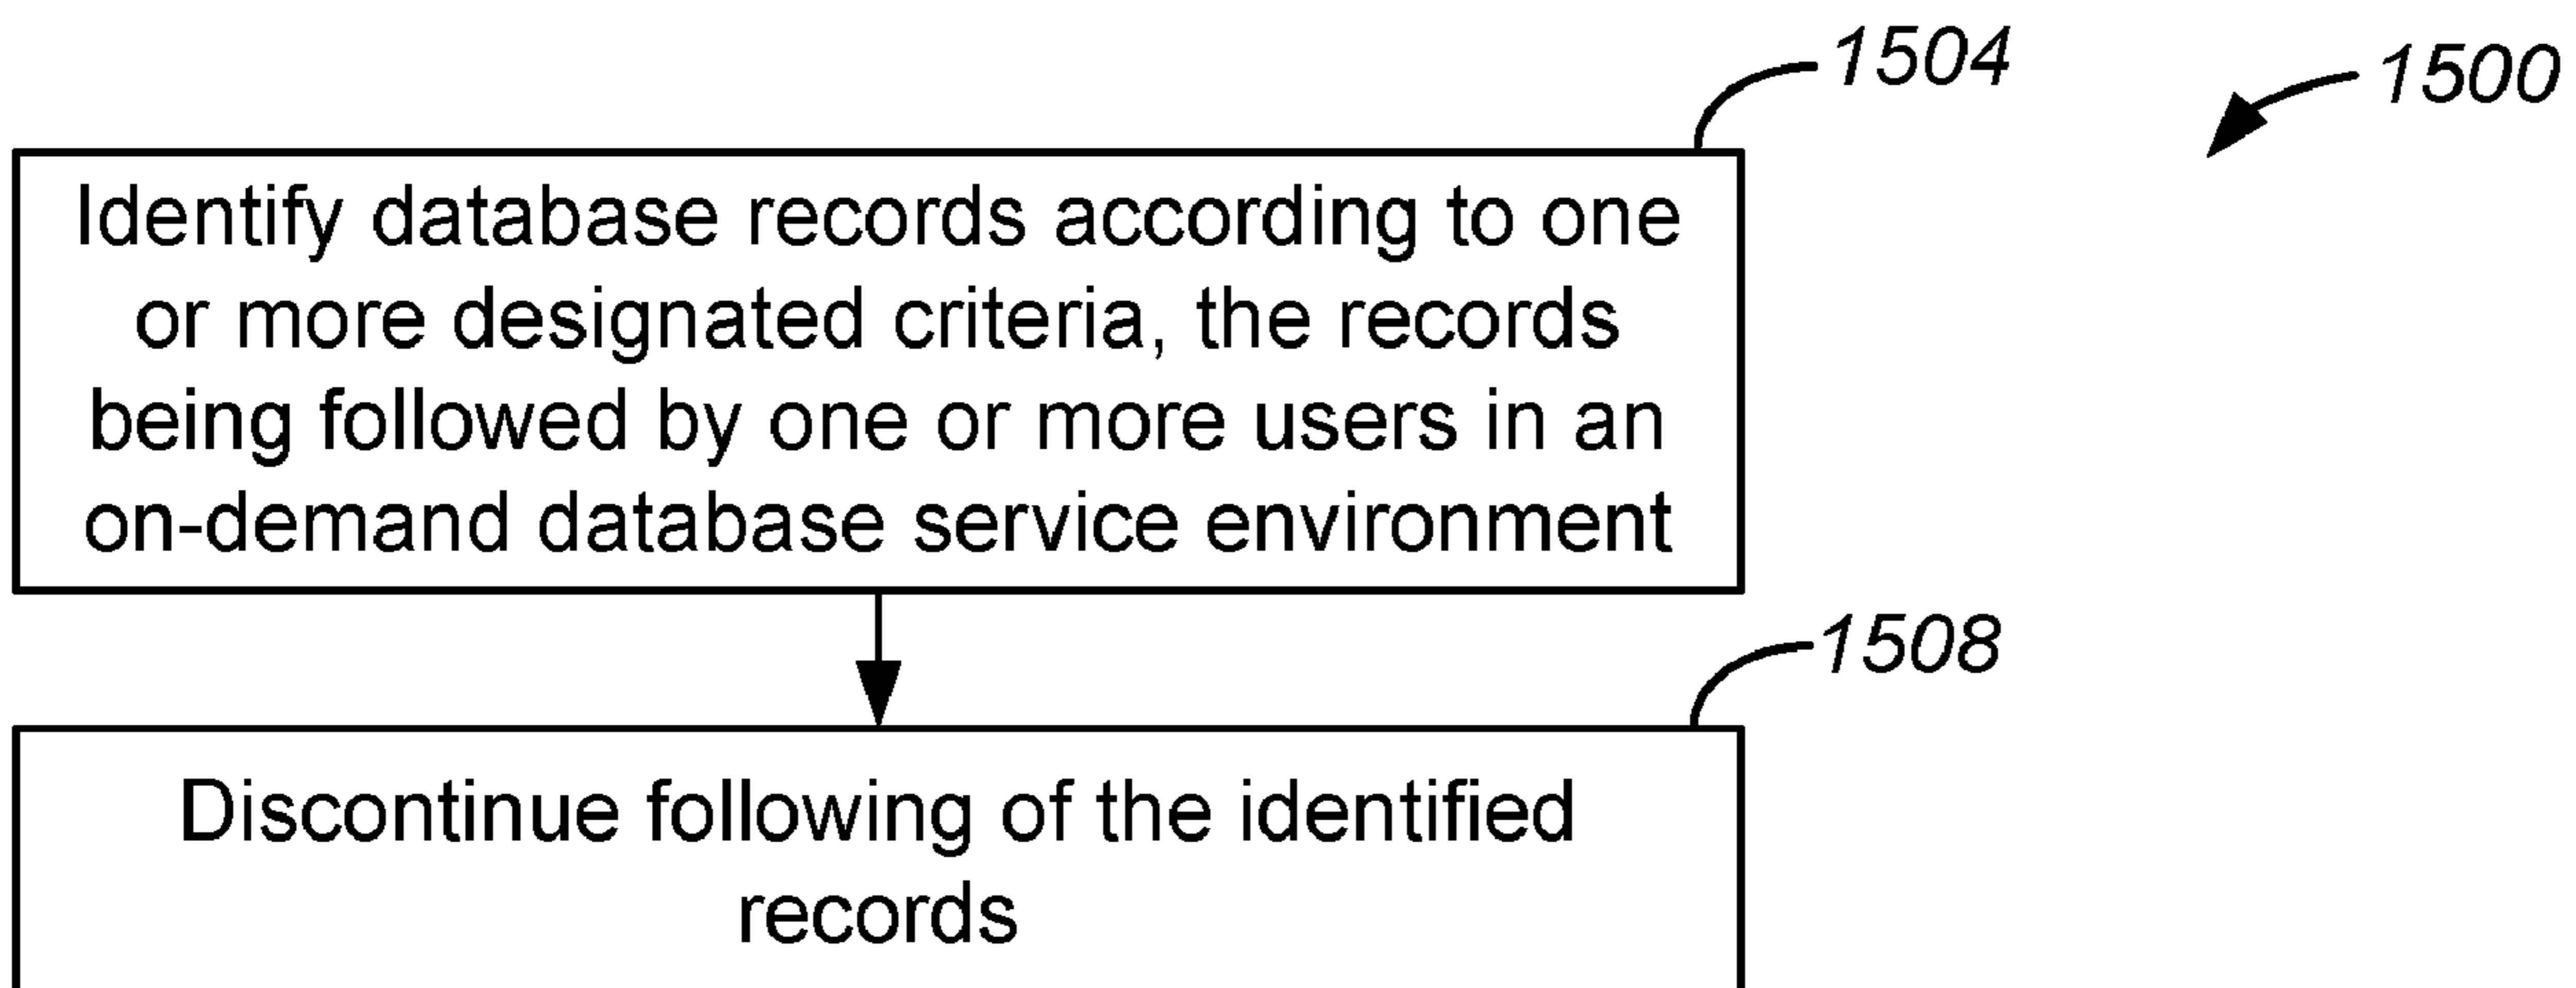 1504
1500
Identify database records according to one
or more designated criteria, the records
being followed by one or more users in an
on-demand database service environment
1508
Discontinue following of the identified
records